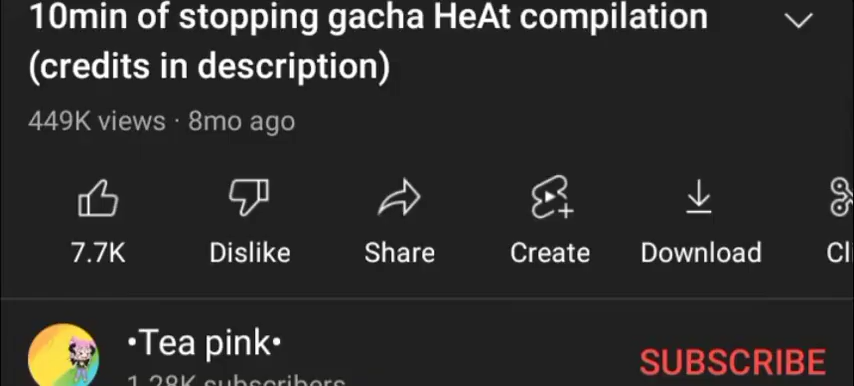 10min of stopping gacha HeAt compilation
(credits in description)
449K views · 8mo ago
7.7K
Dislike
Share
Create
Download
Cl
•Tea pink•
SUBSCRIBE
1.28K subscribers